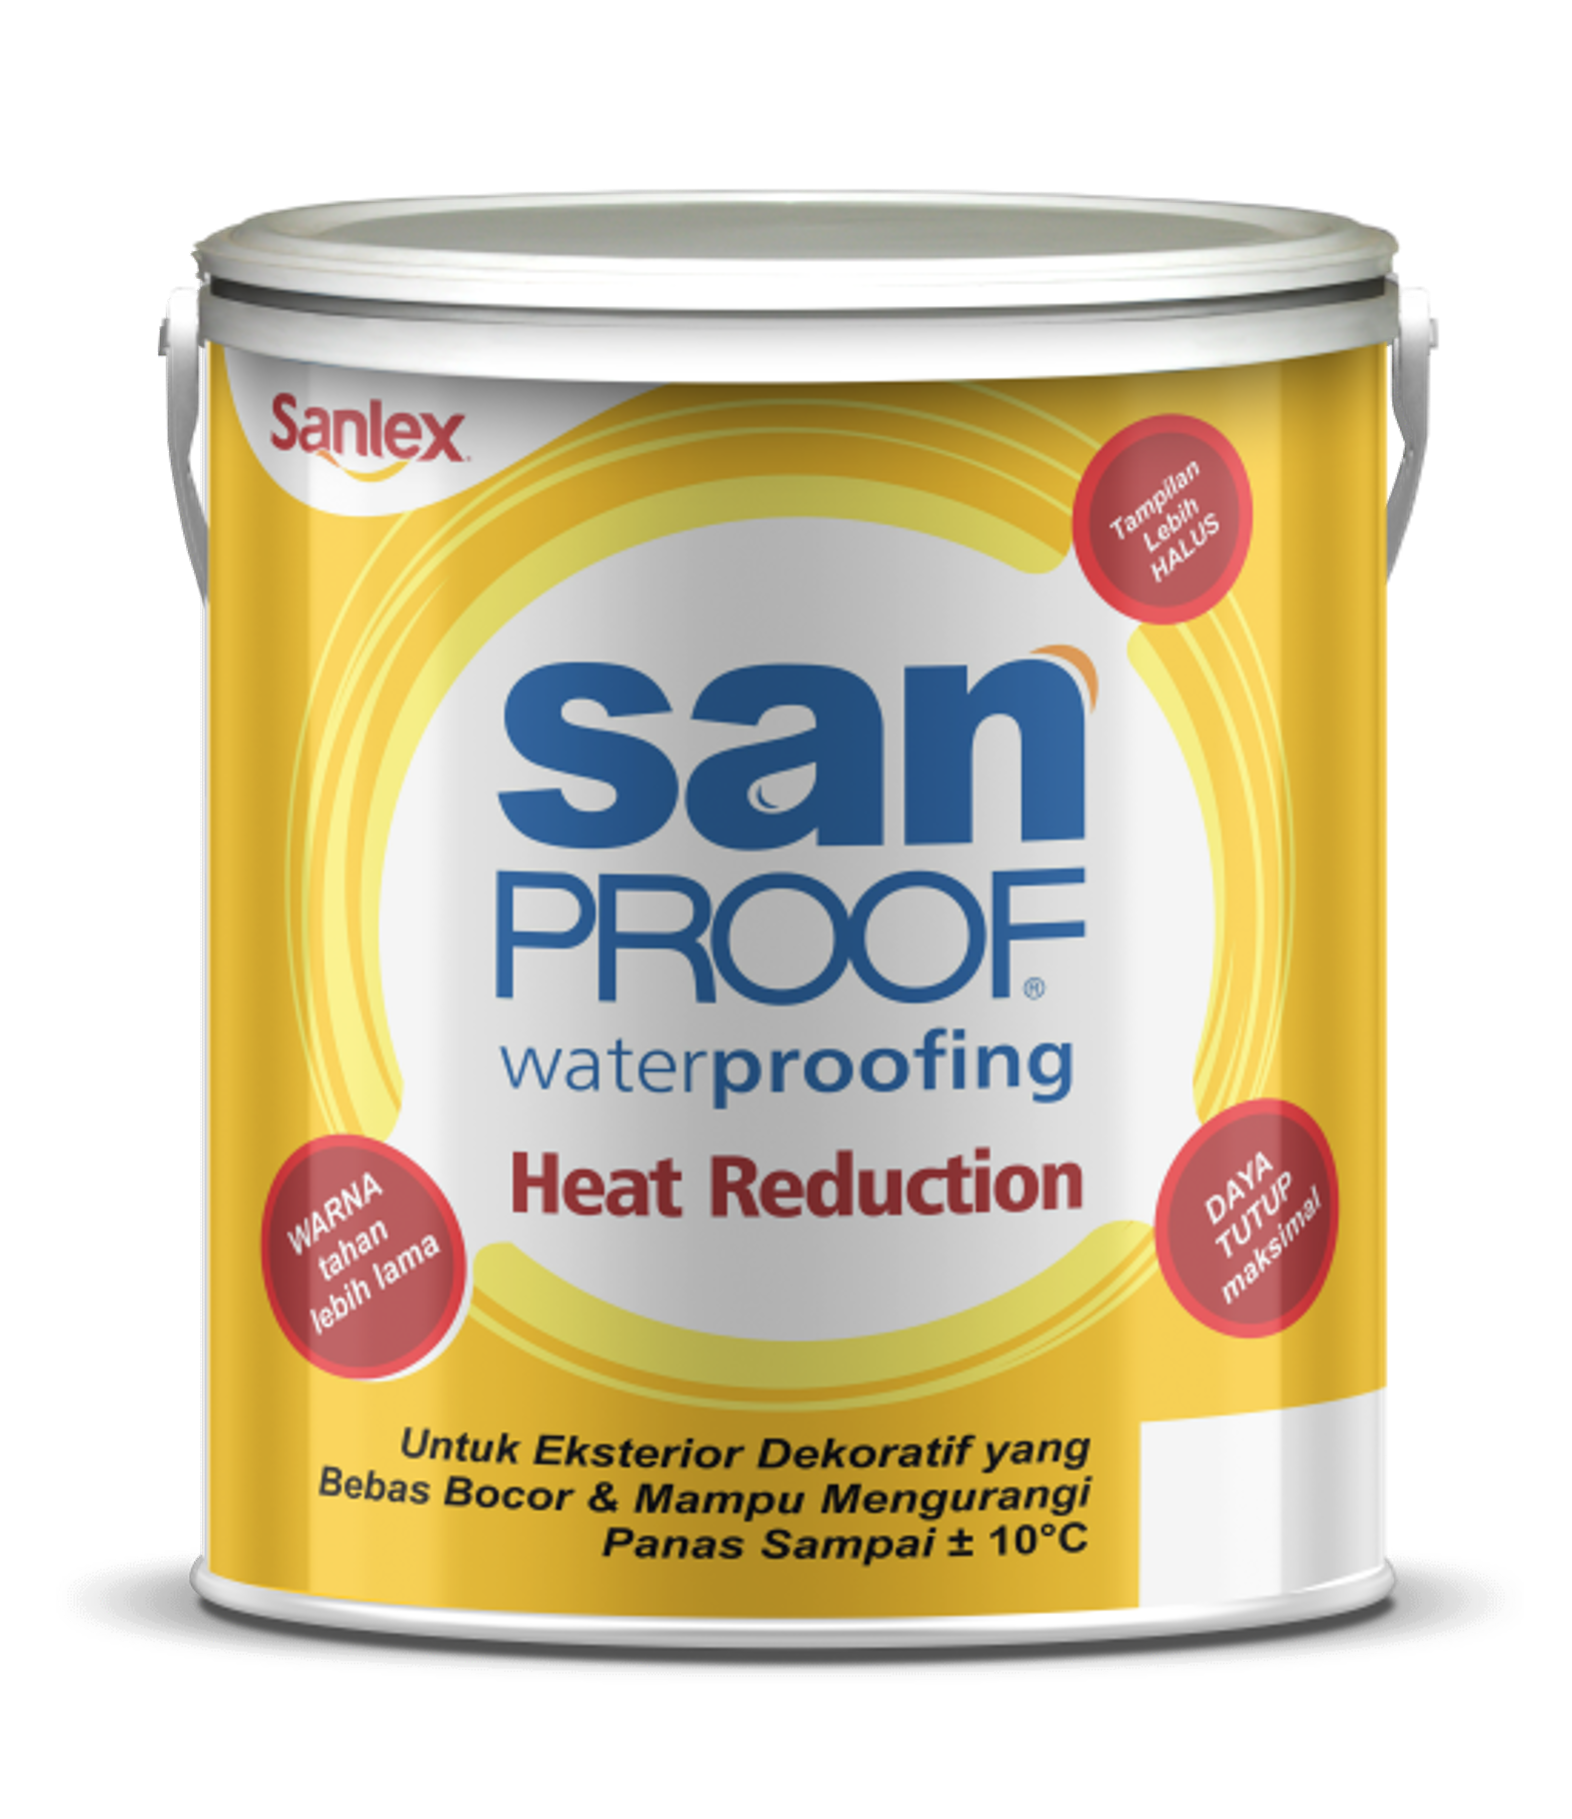 Sanlex
Tampilan
Lebih
HALUS
san
PROOF®
waterproofing
Heat Reduction
WARNA
tahan
lebih lama
DAYA
TUTUP
maksimal
Untuk Eksterior Dekoratif yang
Bebas Bocor & Mampu Mengurangi
Panas Sampai ± 10°C